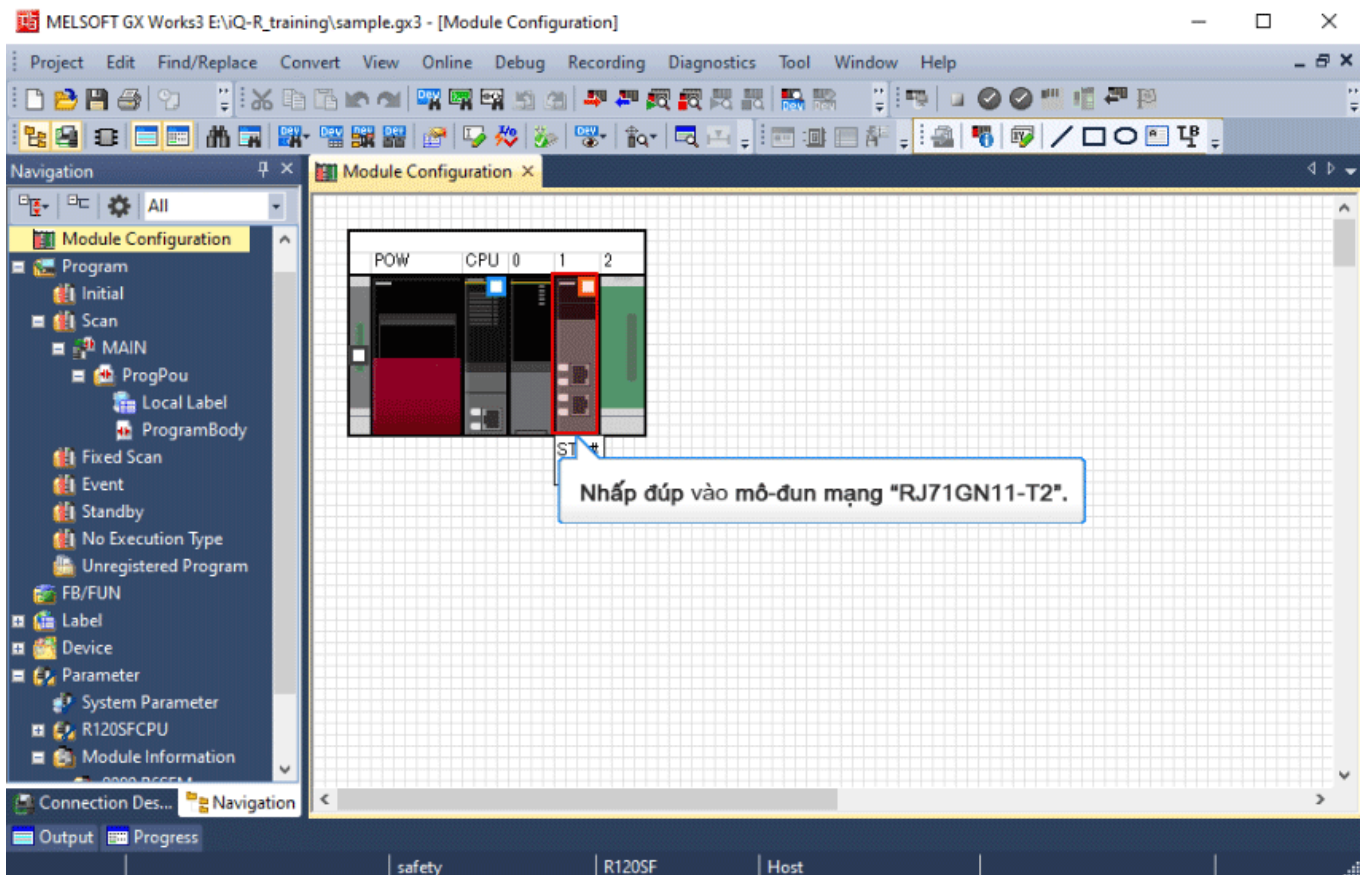 MELSOFT GX Works3 E:\iQ-R_training\sample.gx3 - [Module Configuration]
Project Edit Find/Replace Convert View Online Debug Recording Diagnostics Tool Window Help
Navigation
Module Configuration
All
Module Configuration
Program
Initial
Scan
MAIN
ProgPou
Local Label
ProgramBody
Fixed Scan
Event
Standby
No Execution Type
Unregistered Program
FB/FUN
Label
Device
Parameter
System Parameter
R120SFCPU
Module Information
POW CPU 0 1 2
Nhấp đúp vào mô-đun mạng "RJ71GN11-T2".
Connection Des... Navigation
Output Progress
safety R120SF Host